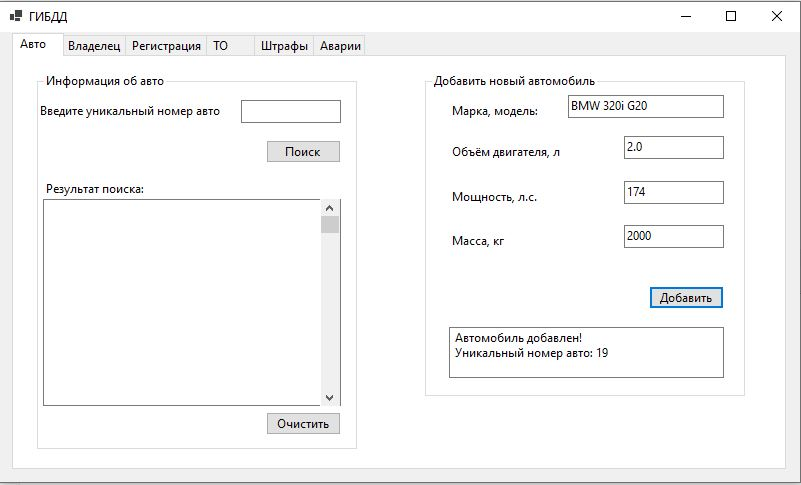 ГИБДД
Авто Владелец Регистрация ТО Штрафы Аварии
Информация об авто
Введите уникальный номер авто
Поиск
Результат поиска:
Очистить
Добавить новый автомобиль
Марка, модель: BMW 320i G20
Объём двигателя, л 2.0
Мощность, л.с. 174
Масса, кг 2000
Добавить
Автомобиль добавлен!
Уникальный номер авто: 19